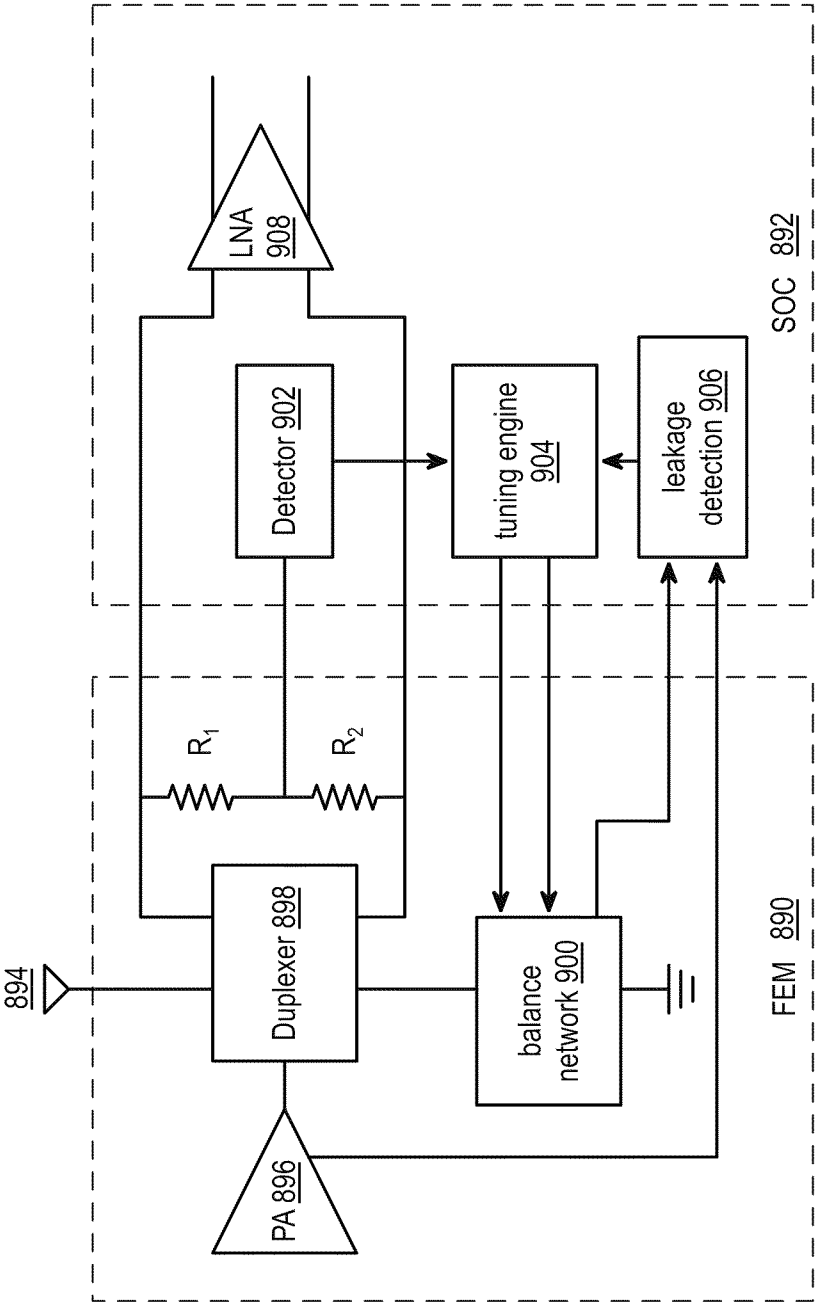 894
PA 896
Duplexer 898
R1
R2
balance
network 900
FEM 890
LNA
908
Detector 902
tuning engine
904
leakage
detection 906
SOC 892